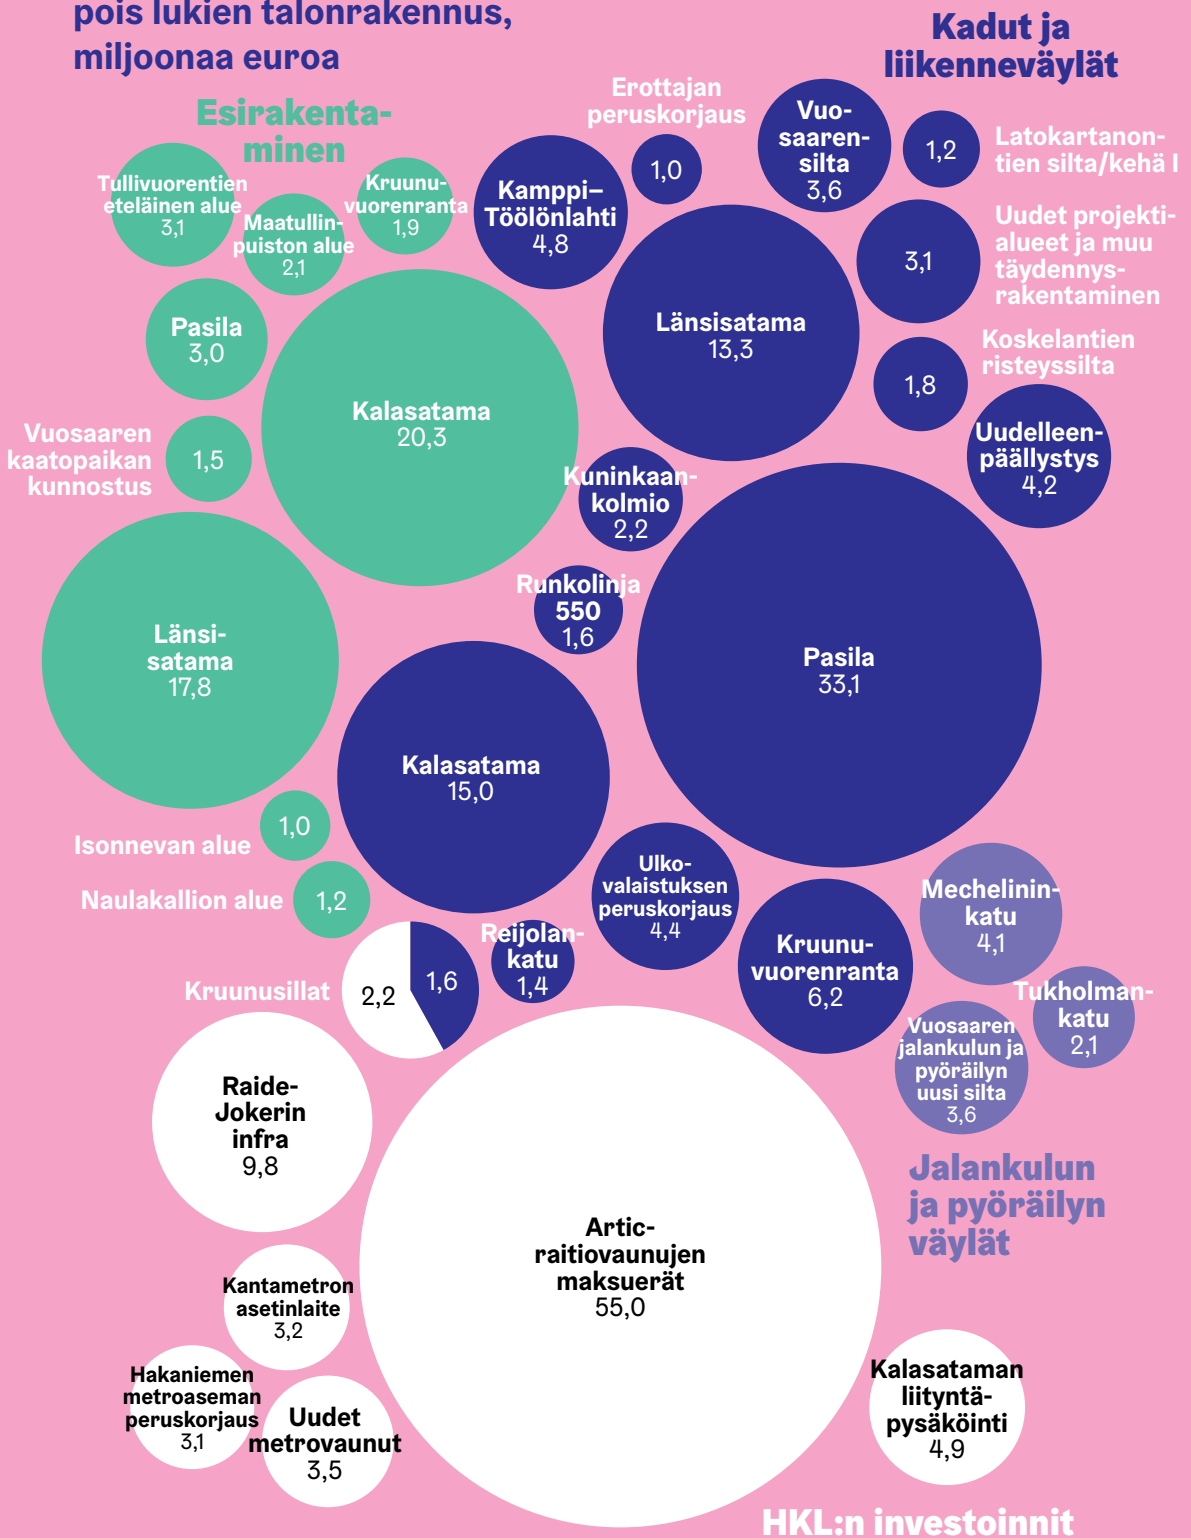 pois lukien talonrakennus,
miljoonaa euroa
Kadut ja
liikenneväylät
Esirakenta-
minen
Erottajan
peruskorjaus
1,0
Vuo-
saaren-
silta
3,6
1,2
Latokartanon-
tien silta/kehä I
Tullivuorentien
eteläinen alue
3,1
Maatullin-
puiston alue
2,1
Kruunu-
vuorenranta
1,9
Kamppi–
Töölönlahti
4,8
3,1
Uudet projekti-
alueet ja muu
täydennys-
rakentaminen
Pasila
3,0
Länsisatama
13,3
Koskelantien
risteyssilta
1,8
Kalasatama
20,3
Vuosaaren
kaatopaikan
kunnostus
1,5
Uudelleen-
päällystys
4,2
Kuninkaan-
kolmio
2,2
Runkolinja
550
1,6
Länsi-
satama
17,8
Pasila
33,1
Kalasatama
15,0
1,0
Isonnevan alue
Naulakallion alue
1,2
Ulko-
valaistuksen
peruskorjaus
4,4
Mechelinin-
katu
4,1
Kruunusillat
2,2
1,6
Reijolan-
katu
1,4
Kruunu-
vuorenranta
6,2
Tukholman-
katu
2,1
Vuosaaren
jalankulun ja
pyöräilyn
uusi silta
3,6
Raide-
Jokerin
infra
9,8
Jalankulun
ja pyöräilyn
väylät
Artic-
raitiovaunujen
maksuerät
55,0
Kantametron
asetinlaite
3,2
Hakaniemen
metroaseman
peruskorjaus
3,1
Uudet
metrovaunut
3,5
Kalasataman
liityntä-
pysäköinti
4,9
HKL:n investoinnit